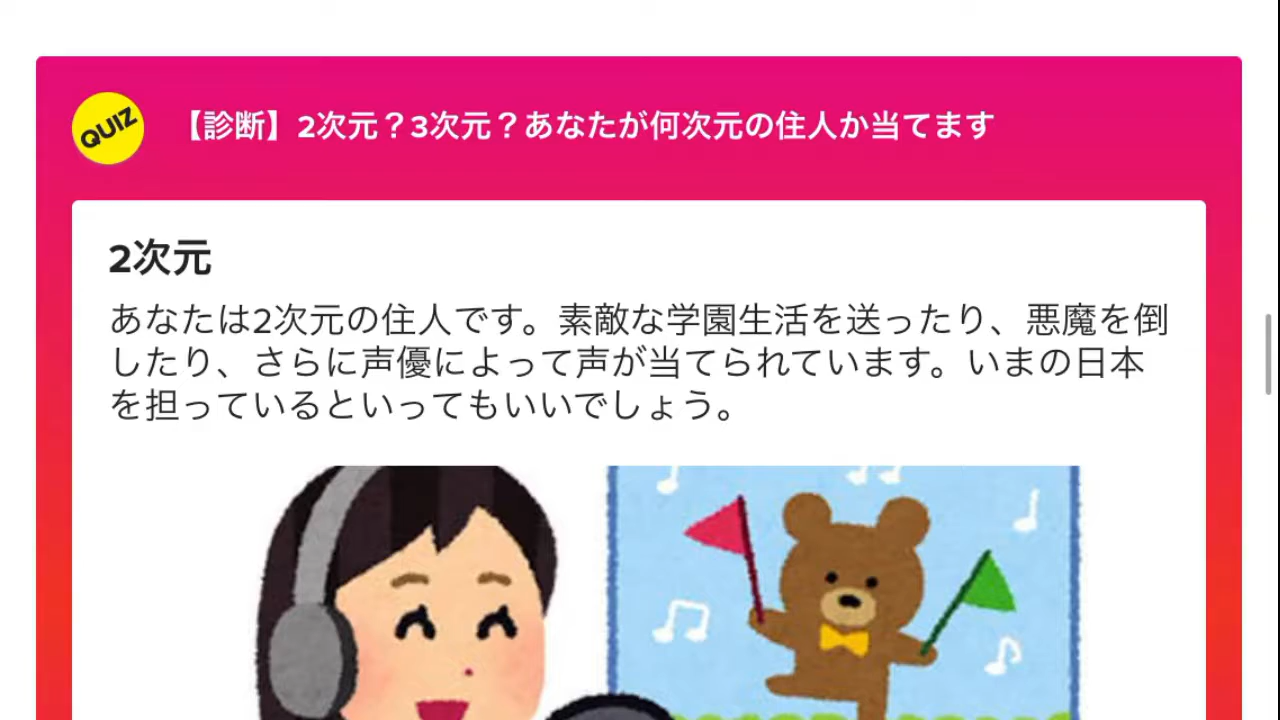 QUIZ
【診断】2次元？3次元？あなたが何次元の住人か当てます
2次元
あなたは2次元の住人です。素敵な学園生活を送ったり、悪魔を倒
したり、さらに声優によって声が当てられています。いまの日本
を担っているといってもいいでしょう。